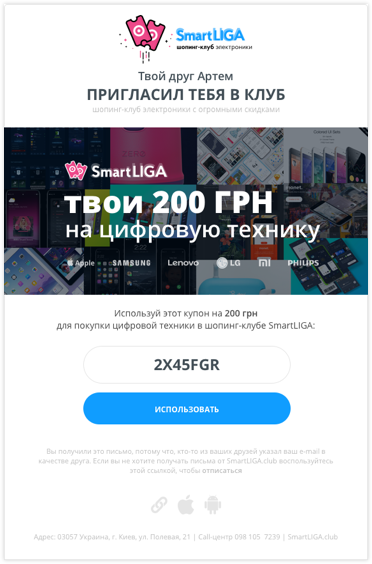 SmartLIGA
шопинг-клуб электроники
Твой друг Артем
ПРИГЛАСИЛ ТЕБЯ В КЛУБ
шопинг-клуб электроники с огромными скидками
SmartLIGA
твои 200 ГРН
на цифровую технику
Apple SAMSUNG Lenovo LG mi PHILIPS
Используй этот купон на 200 грн
для покупки цифровой техники в шопинг-клубе SmartLIGA:
2X45FGR
ИСПОЛЬЗОВАТЬ
Вы получили это письмо, потому что, кто-то из ваших друзей указал ваш e-mail в
качестве друга. Если вы не хотите получать письма от SmartLIGA.club воспользуйтесь
этой ссылкой, чтобы отписаться
Адрес: 03057 Украина, г. Киев, ул. Полевая, 21 | Call-центр 098 105 7239 | SmartLIGA.club